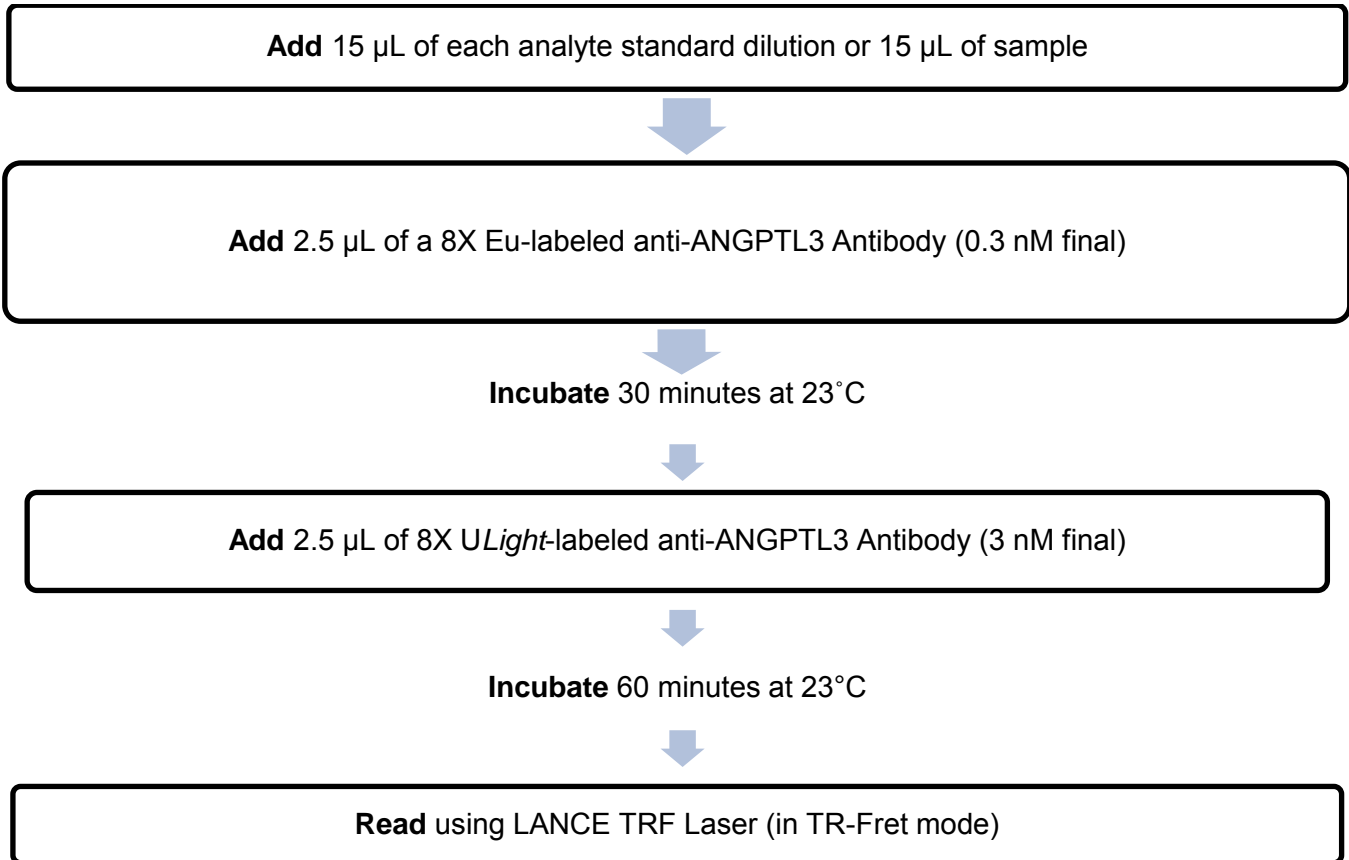 Add 15 µL of each analyte standard dilution or 15 µL of sample
Add 2.5 µL of a 8X Eu-labeled anti-ANGPTL3 Antibody (0.3 nM final)
Incubate 30 minutes at 23˚C
Add 2.5 µL of 8X ULight-labeled anti-ANGPTL3 Antibody (3 nM final)
Incubate 60 minutes at 23°C
Read using LANCE TRF Laser (in TR-Fret mode)